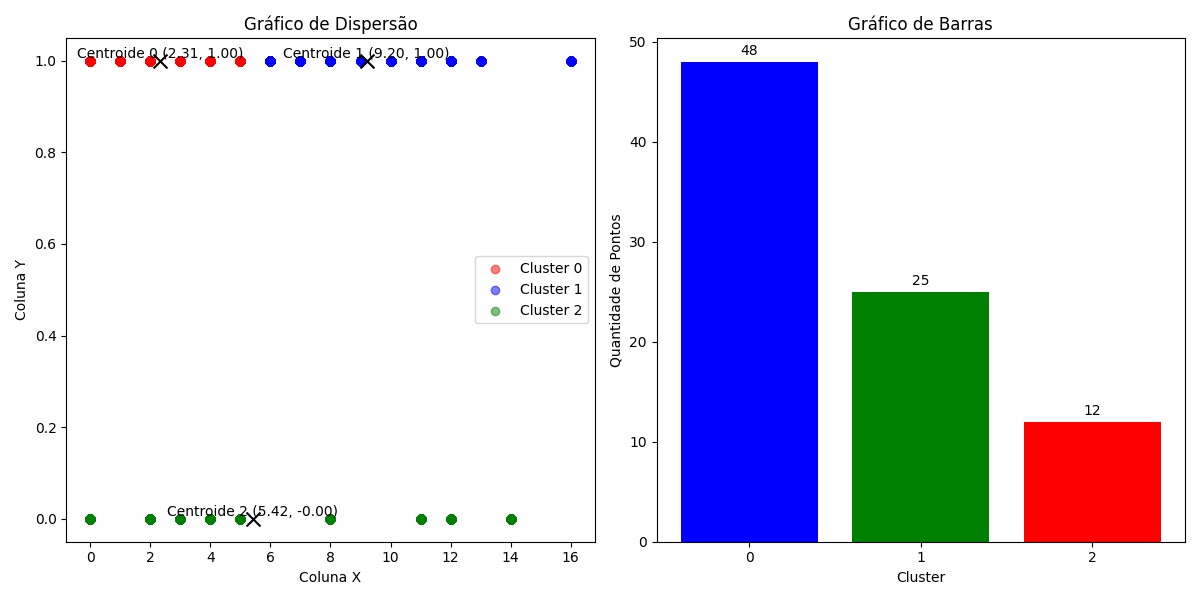 Gráfico de Dispersão
Centroide 0 (2.31, 1.00)
Centroide 1 (9.20, 1.00)
1.0
0.8
0.6
0.4
0.2
0.0
Coluna Y
Cluster 0
Cluster 1
Cluster 2
Centroide 2 (5.42, -0.00)
0 2 4 6 8 10 12 14 16
Coluna X
Gráfico de Barras
50
40
30
20
10
0
Quantidade de Pontos
48
25
12
0 1 2
Cluster